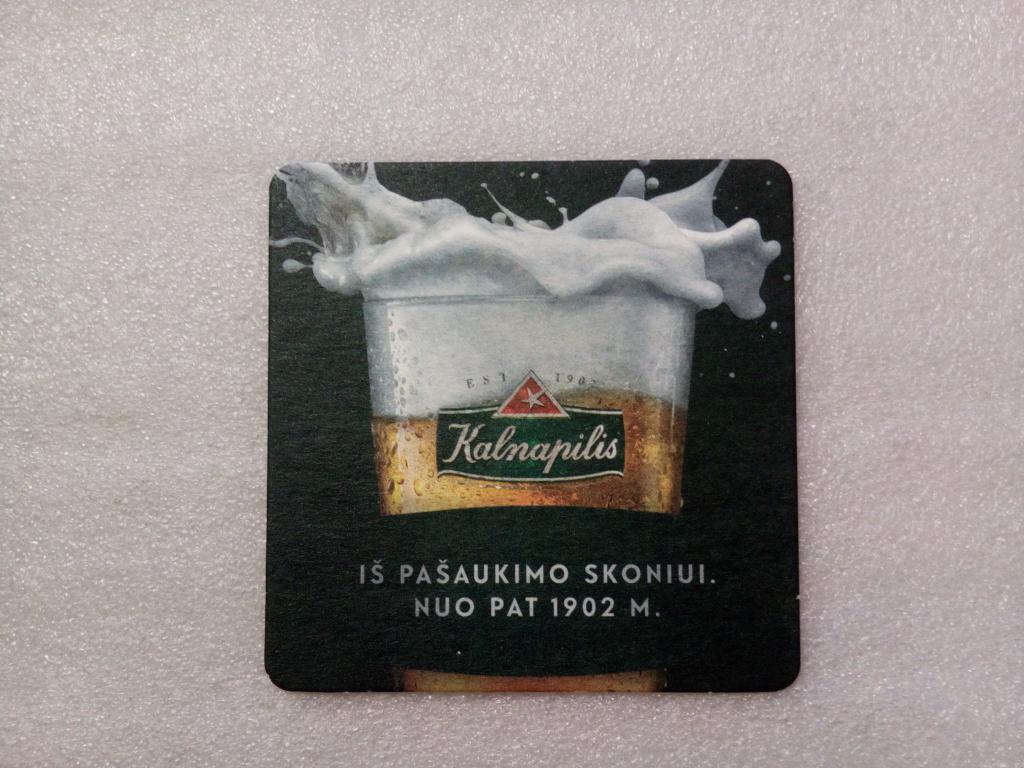 EST 1902
Kalnapilis
IŠ PAŠAUKIMO SKONIUI.
NUO PAT 1902 M.